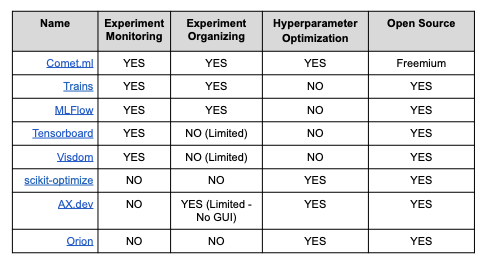 Name Experiment Monitoring Experiment Organizing Hyperparameter Optimization Open Source
Comet.ml YES YES YES Freemium
Trains YES YES NO YES
MLFlow YES YES NO YES
Tensorboard YES NO (Limited) NO YES
Visdom YES NO (Limited) NO YES
scikit-optimize NO NO YES YES
AX.dev NO YES (Limited - No GUI) YES YES
Orion NO NO YES YES